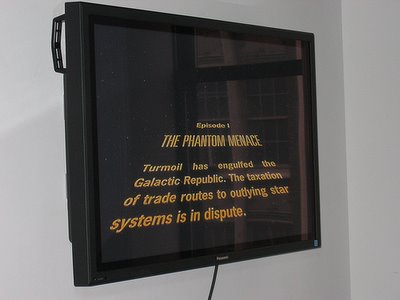 Episode I
THE PHANTOM MENACE
Turmoil has engulfed the
Galactic Republic. The taxation
of trade routes to outlying star
systems is in dispute.
Panasonic